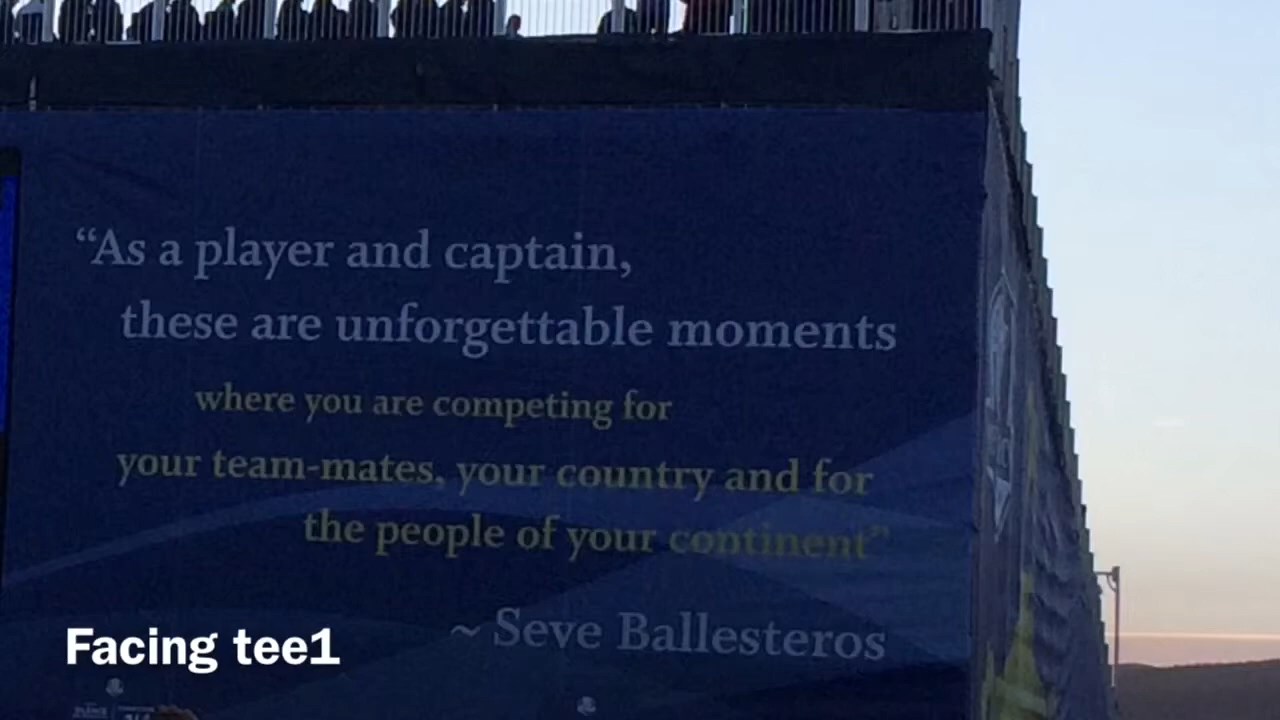 “As a player and captain,
these are unforgettable moments
where you are competing for
your team-mates, your country and for
the people of your continent”
~ Seve Ballesteros
Facing tee1